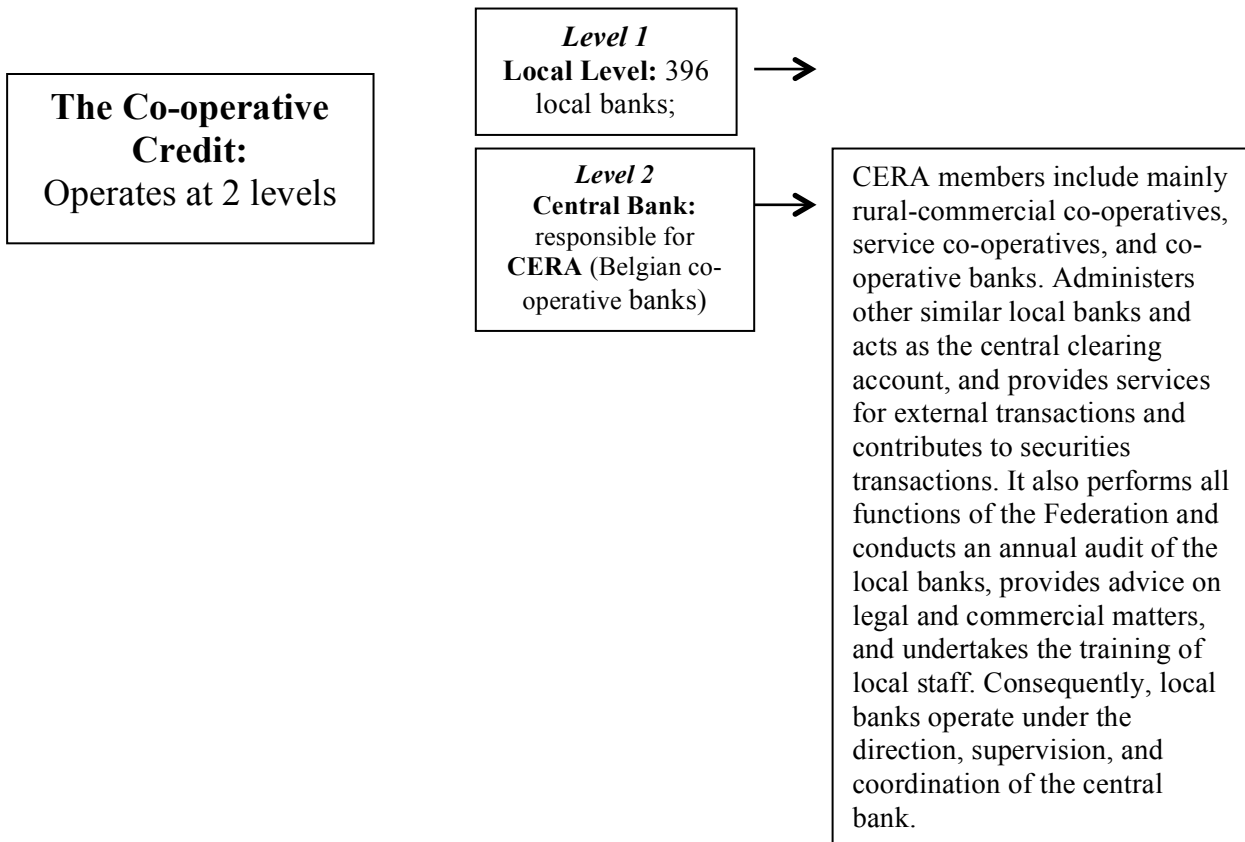 The Co-operative
Credit:
Operates at 2 levels
Level 1
Local Level: 396
local banks;
Level 2
Central Bank:
responsible for
CERA (Belgian co-
operative banks)
CERA members include mainly
rural-commercial co-operatives,
service co-operatives, and co-
operative banks. Administers
other similar local banks and
acts as the central clearing
account, and provides services
for external transactions and
contributes to securities
transactions. It also performs all
functions of the Federation and
conducts an annual audit of the
local banks, provides advice on
legal and commercial matters,
and undertakes the training of
local staff. Consequently, local
banks operate under the
direction, supervision, and
coordination of the central
bank.